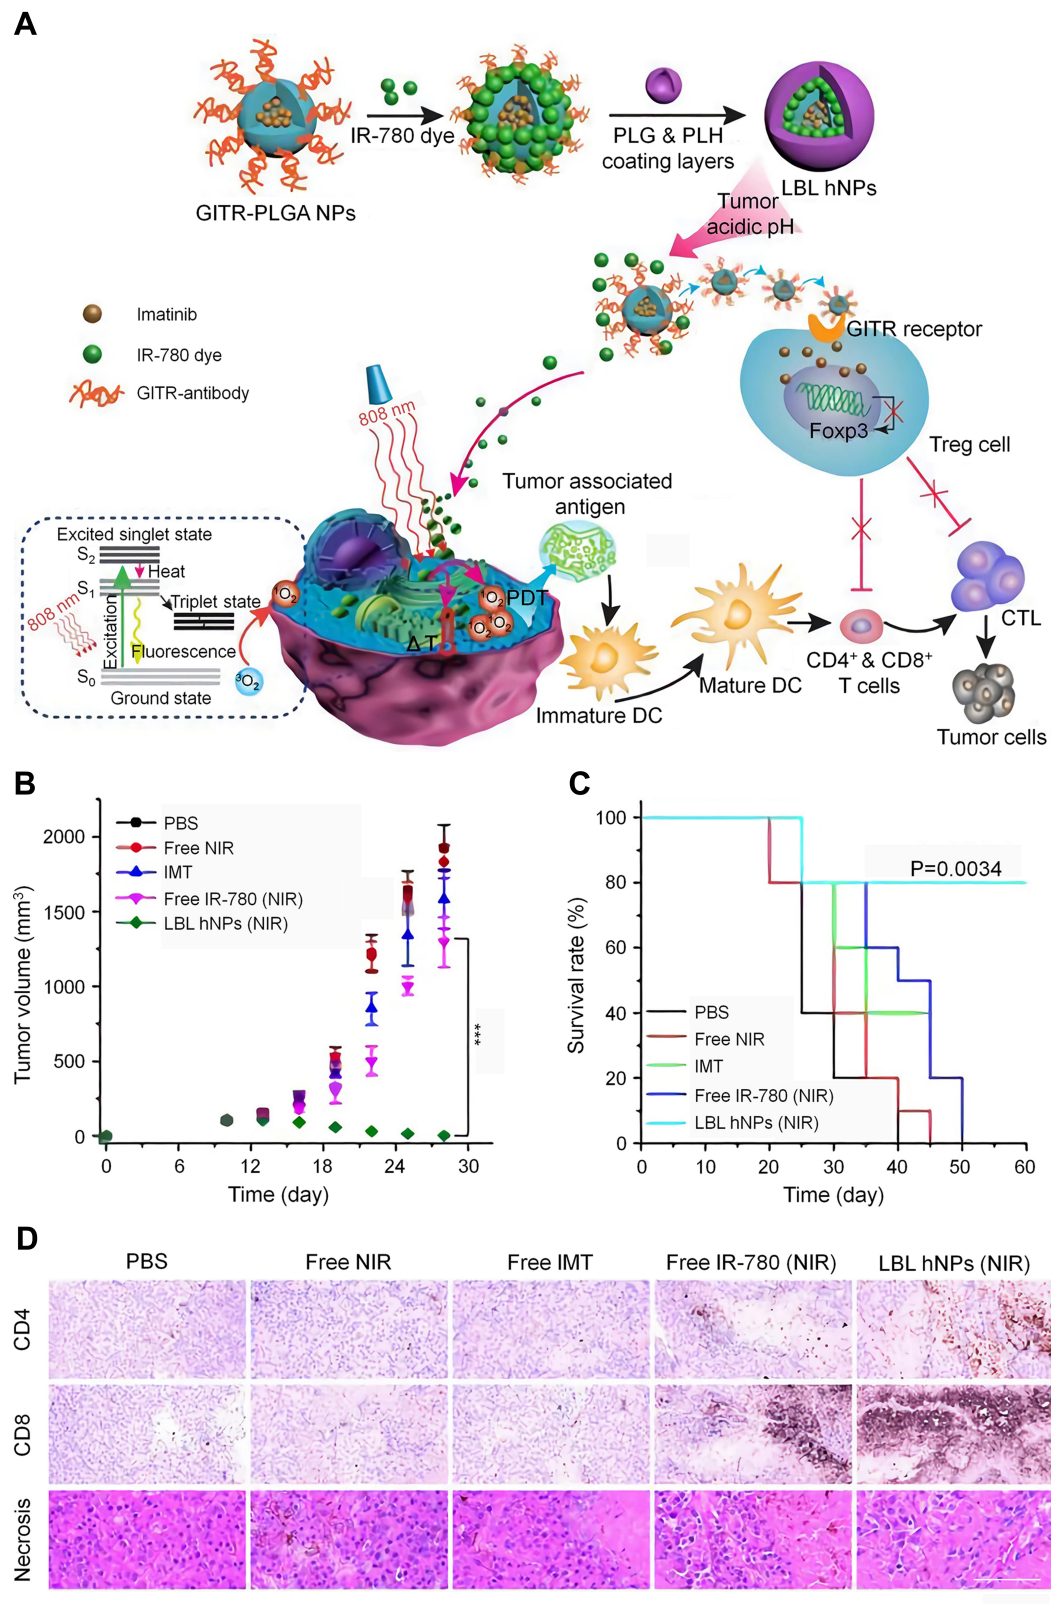 A
GITR-PLGA NPs
IR-780 dye
PLG & PLH
coating layers
LBL hNPs
Tumor
acidic pH
Imatinib
IR-780 dye
GITR-antibody
GITR receptor
Foxp3
Treg cell
808 nm
Tumor associated
antigen
Excited singlet state
S2
Heat
S1
Triplet state
808 nm
Excitation
Fluorescence
S0
Ground state
³O₂
¹O₂
¹O₂
¹O₂
¹O₂
PDT
ΔT
Immature DC
Mature DC
CD4⁺ & CD8⁺
T cells
CTL
Tumor cells
B
Tumor volume (mm³)
2000
1500
1000
500
0
PBS
Free NIR
IMT
Free IR-780 (NIR)
LBL hNPs (NIR)
***
0 6 12 18 24 30
Time (day)
C
Survival rate (%)
100
80
60
40
20
0
P=0.0034
PBS
Free NIR
IMT
Free IR-780 (NIR)
LBL hNPs (NIR)
0 10 20 30 40 50 60
Time (day)
D
PBS Free NIR Free IMT Free IR-780 (NIR) LBL hNPs (NIR)
CD4
CD8
Necrosis